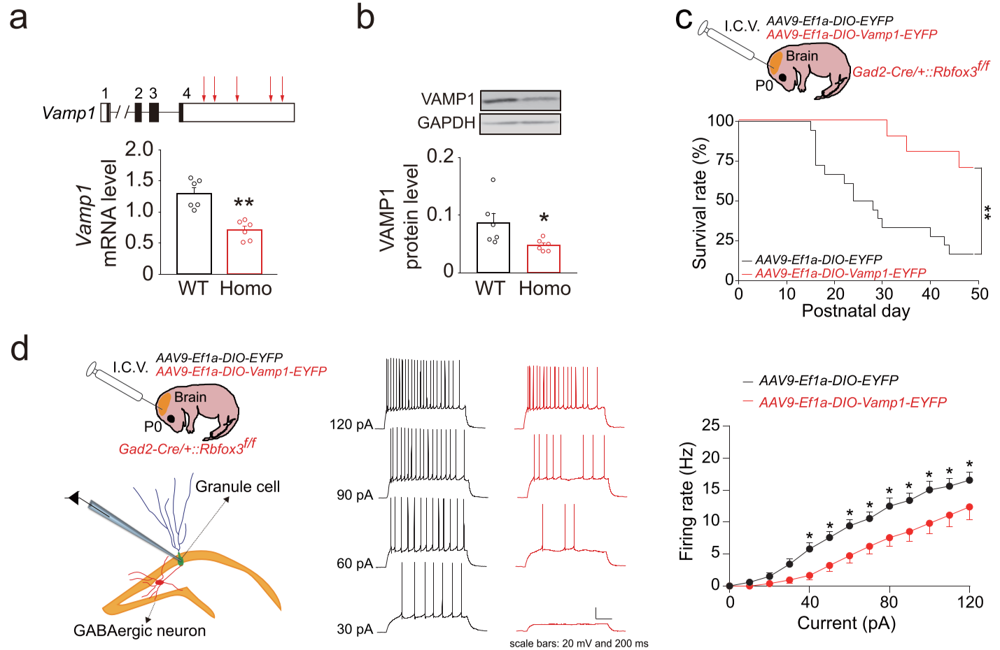 a
1 2 3 4
Vamp1
2.0
1.5
1.0
0.5
0
Vamp1
mRNA level
**
WT Homo
b
VAMP1
GAPDH
0.2
0.1
0
VAMP1
protein level
*
WT Homo
c
I.C.V.
AAV9-Ef1a-DIO-EYFP
AAV9-Ef1a-DIO-Vamp1-EYFP
Brain
P0
Gad2-Cre/+::Rbfox3f/f
100
75
50
25
0
Survival rate (%)
**
AAV9-Ef1a-DIO-EYFP
AAV9-Ef1a-DIO-Vamp1-EYFP
0 10 20 30 40 50
Postnatal day
d
I.C.V.
AAV9-Ef1a-DIO-EYFP
AAV9-Ef1a-DIO-Vamp1-EYFP
Brain
P0
Gad2-Cre/+::Rbfox3f/f
Granule cell
GABAergic neuron
120 pA
90 pA
60 pA
30 pA
scale bars: 20 mV and 200 ms
AAV9-Ef1a-DIO-EYFP
AAV9-Ef1a-DIO-Vamp1-EYFP
25
20
15
10
5
0
Firing rate (Hz)
* * * * * * * * *
0 40 80 120
Current (pA)